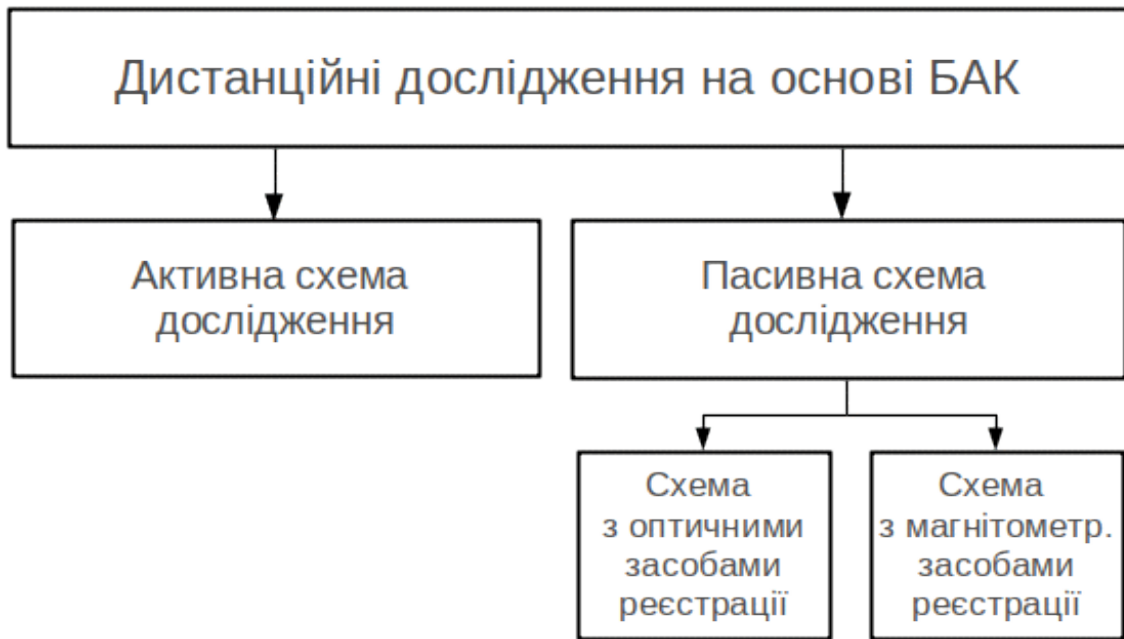 Дистанційні дослідження на основі БАК
Активна схема
дослідження
Пасивна схема
дослідження
Схема
з оптичними
засобами
реєстрації
Схема
з магнітометр.
засобами
реєстрації